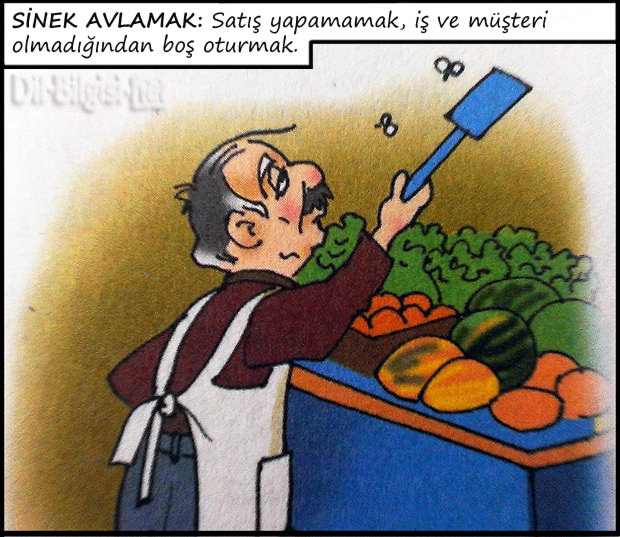 SİNEK AVLAMAK: Satış yapamamak, iş ve müşteri
olmadığından boş oturmak.
Dil-Bilgisi-net